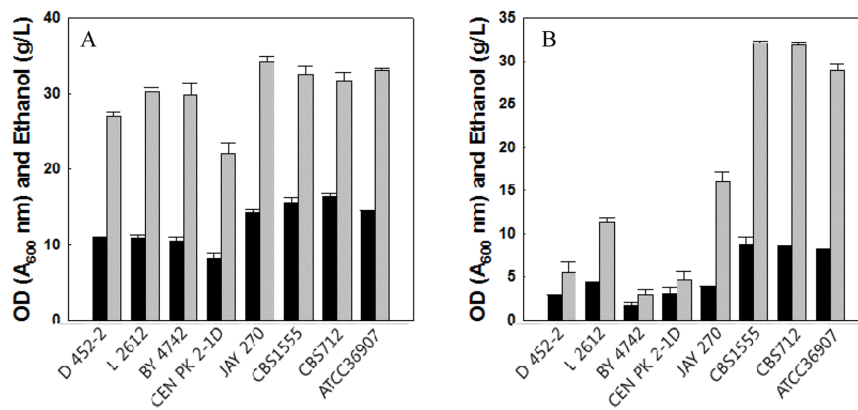 A
OD (A600 nm) and Ethanol (g/L)
40
30
20
10
0
D 452-2
L 2612
BY 4742
CEN PK 2-1D
JAY 270
CBS1555
CBS712
ATCC36907
B
OD (A600 nm) and Ethanol (g/L)
35
30
25
20
15
10
5
0
D 452-2
L 2612
BY 4742
CEN PK 2-1D
JAY 270
CBS1555
CBS712
ATCC36907